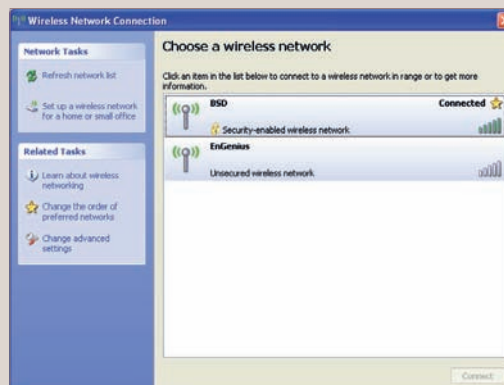 Wireless Network Connection
Network Tasks
Refresh network list
Set up a wireless network
for a home or small office
Related Tasks
Learn about wireless
networking
Change the order of
preferred networks
Change advanced
settings
Choose a wireless network
Click an item in the list below to connect to a wireless network in range or to get more
information.
BSD
Connected
Security-enabled wireless network
EnGenius
Unsecured wireless network
Connect